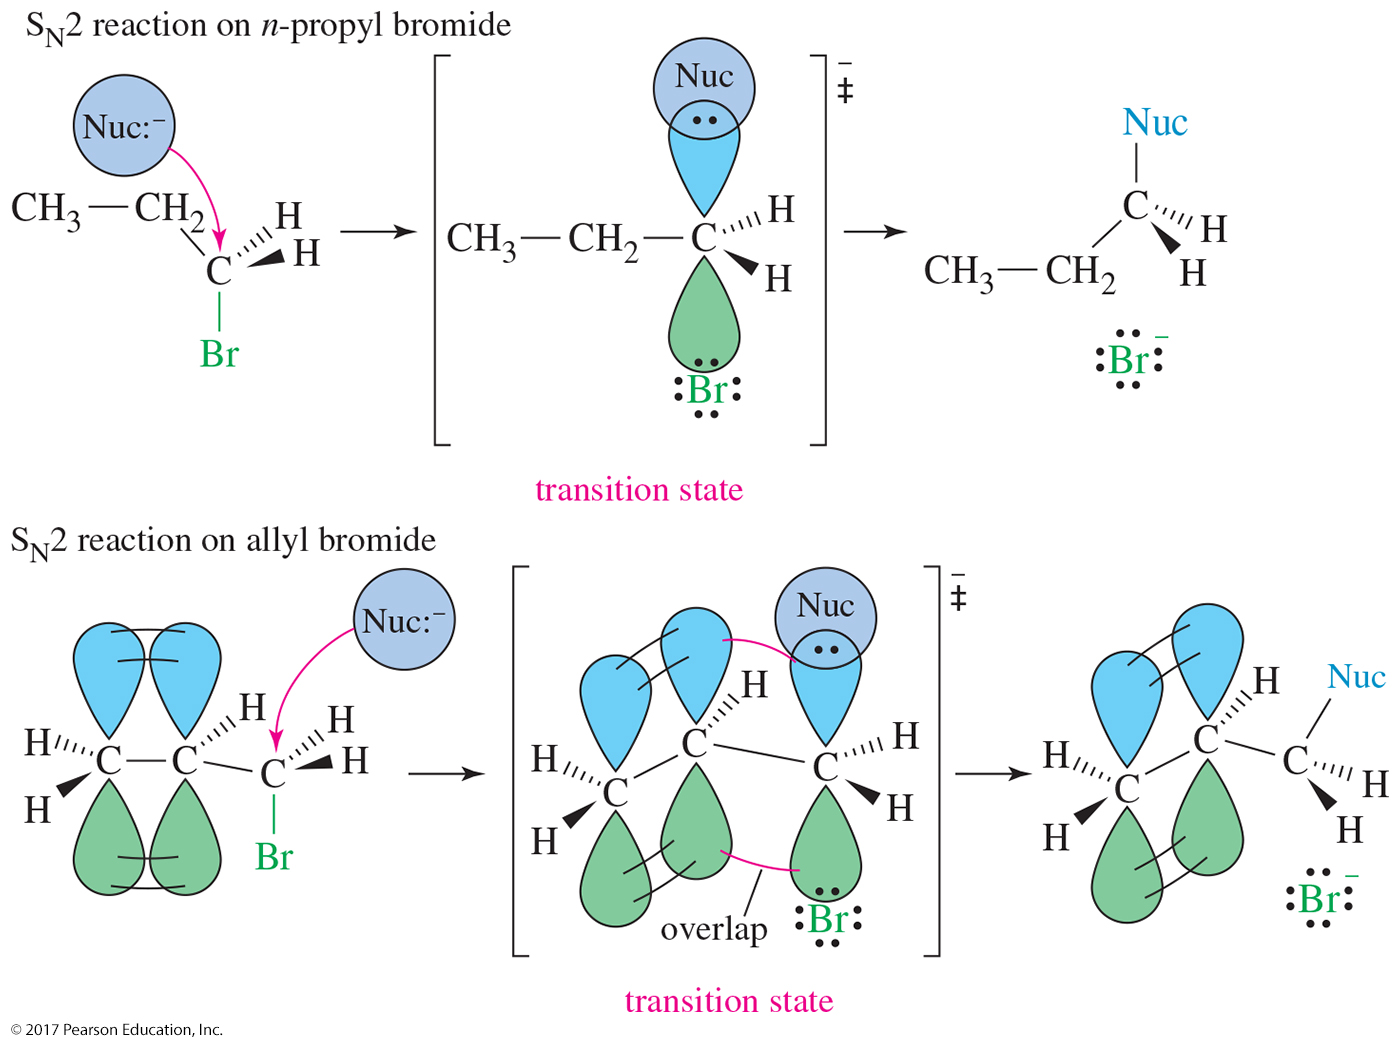 SN2 reaction on n-propyl bromide
Nuc:−
CH3—CH2
C
H
H
Br
CH3—CH2—C
Nuc
H
H
:Br:
− ‡
transition state
Nuc
C
H
H
CH3—CH2
:Br:−
SN2 reaction on allyl bromide
Nuc:−
H
H
C—C
H
C
H
H
Br
H
H
C
C
H
Nuc
C
H
H
:Br:
overlap
− ‡
transition state
H
H
C
C
H
Nuc
C
H
H
:Br:−
© 2017 Pearson Education, Inc.